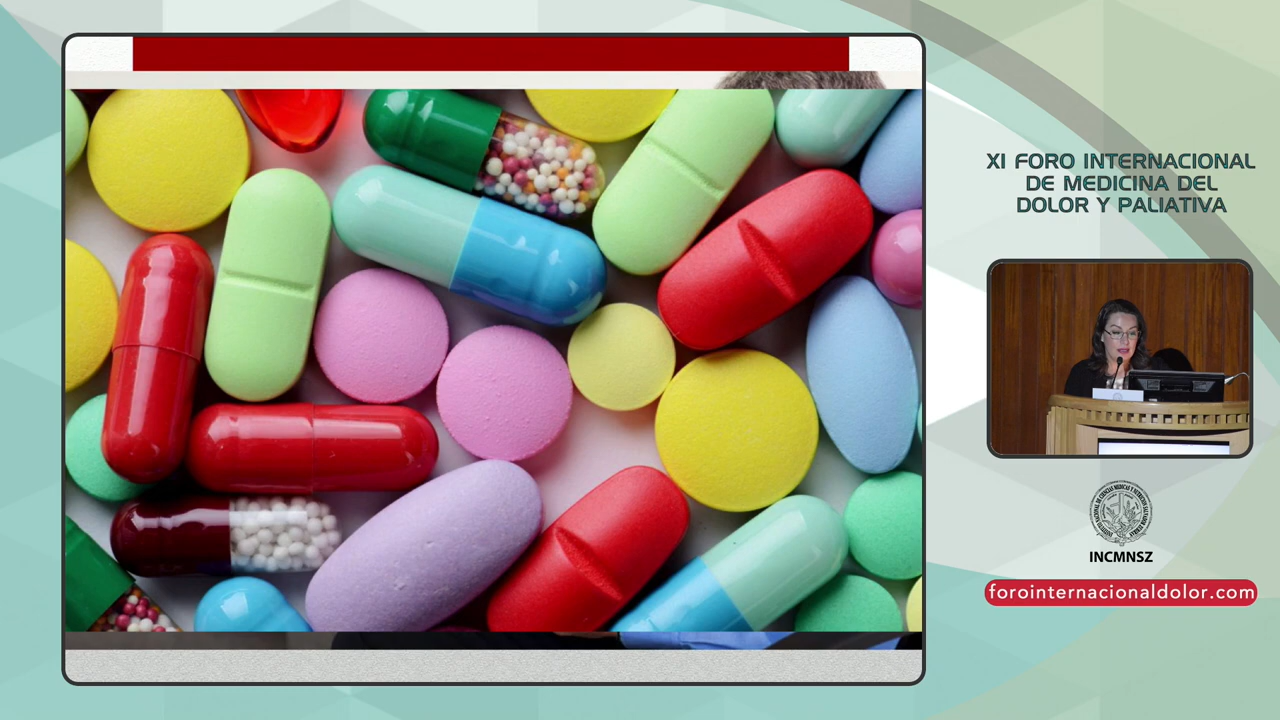 XI FORO INTERNACIONAL
DE MEDICINA DEL
DOLOR Y PALIATIVA
INCMNSZ
forointernacionaldolor.com